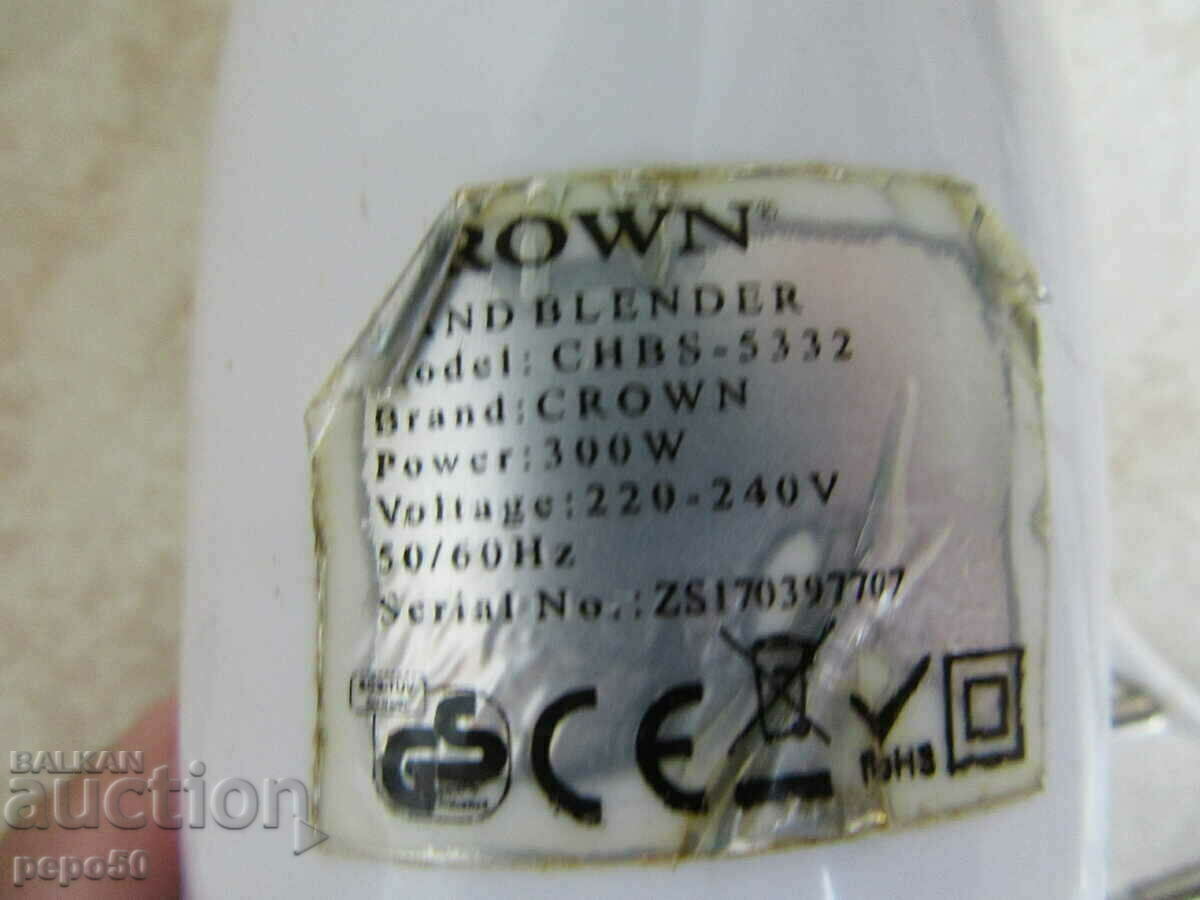 ROWN®
AND BLENDER
Model: CHBS-5332
Brand: CROWN
Power: 300W
Voltage: 220-240V
50/60Hz
Serial No.: ZS170397707
GS CE RoHS
BALKAN
auction
pepo50